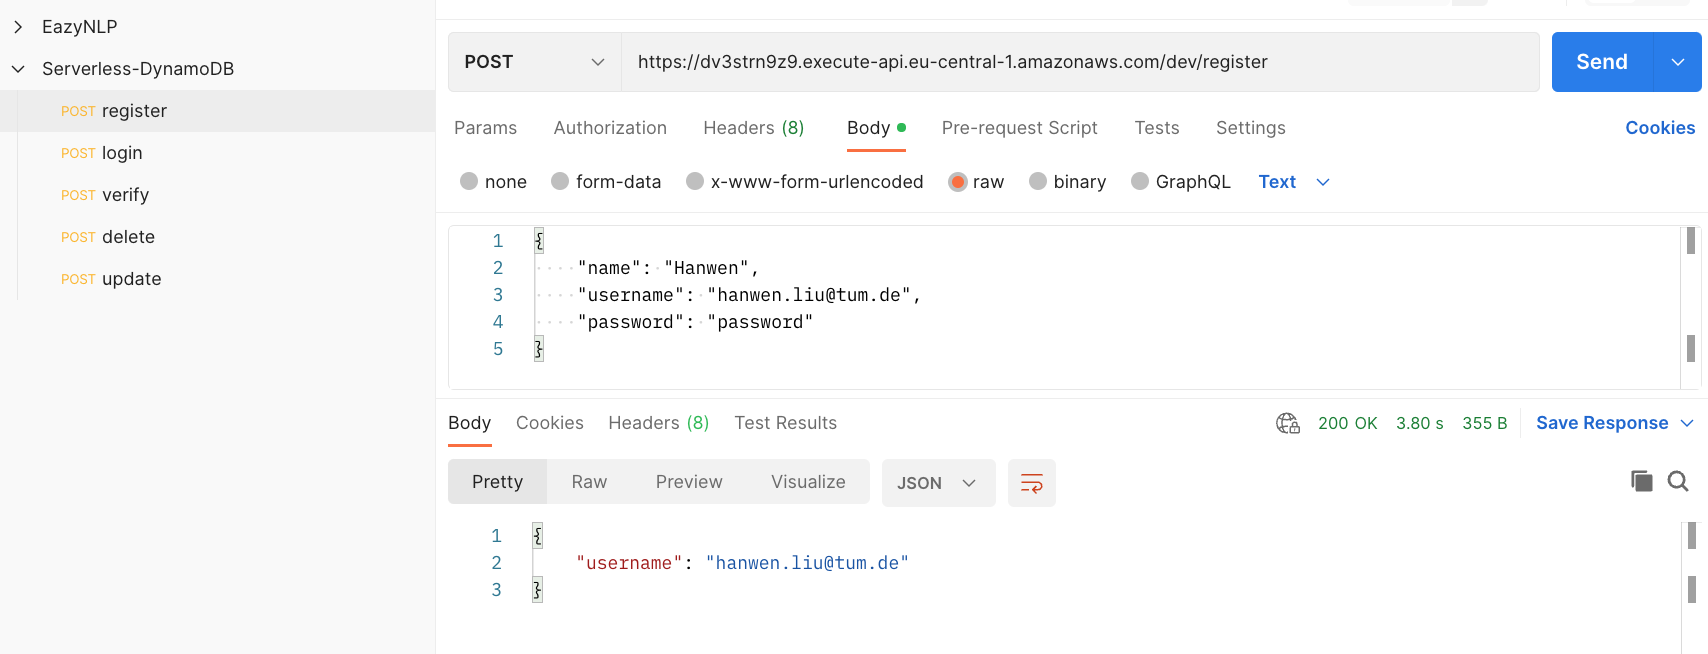 EazyNLP
Serverless-DynamoDB
POST register
POST login
POST verify
POST delete
POST update
POST https://dv3strn9z9.execute-api.eu-central-1.amazonaws.com/dev/register Send
Params Authorization Headers (8) Body Pre-request Script Tests Settings Cookies
none form-data x-www-form-urlencoded raw binary GraphQL Text
1 {
2 "name": "Hanwen",
3 "username": "hanwen.liu@tum.de",
4 "password": "password"
5 }
Body Cookies Headers (8) Test Results 200 OK 3.80 s 355 B Save Response
Pretty Raw Preview Visualize JSON
1 {
2 "username": "hanwen.liu@tum.de"
3 }